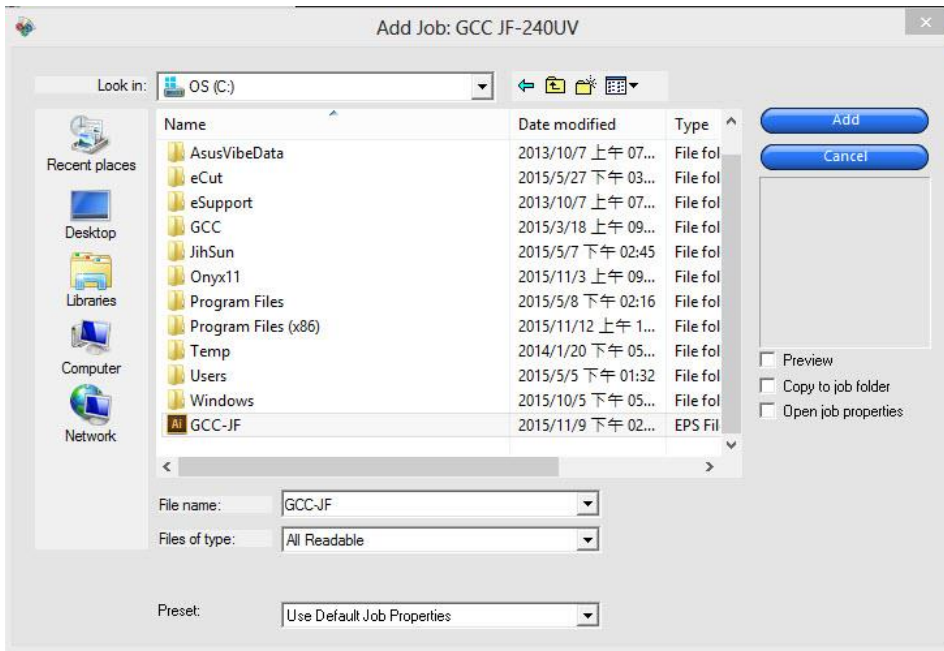 Add Job: GCC JF-240UV
Look in: OS (C:)
Name Date modified Type
AsusVibeData 2013/10/7 上午 07... File fol
eCut 2015/5/27 下午 03... File fol
eSupport 2013/10/7 上午 07... File fol
GCC 2015/3/18 上午 09... File fol
JihSun 2015/5/7 下午 02:45 File fol
Onyx11 2015/11/3 上午 09... File fol
Program Files 2015/5/8 下午 02:16 File fol
Program Files (x86) 2015/11/12 上午 1... File fol
Temp 2014/1/20 下午 05... File fol
Users 2015/5/5 下午 01:32 File fol
Windows 2015/10/5 下午 05... File fol
Ai GCC-JF 2015/11/9 下午 02... EPS Fil
Recent places
Desktop
Libraries
Computer
Network
Add
Cancel
Preview
Copy to job folder
Open job properties
File name: GCC-JF
Files of type: All Readable
Preset: Use Default Job Properties